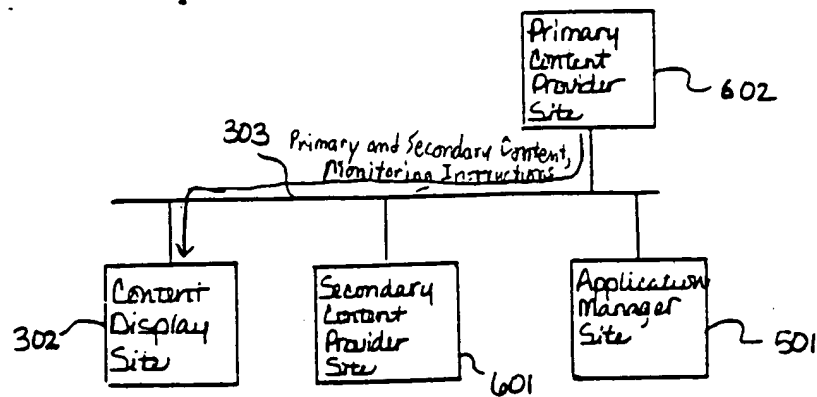 Primary
Content
Provider
Site
602
303
Primary and Secondary Content,
Monitoring Instructions
Content
Display
Site
302
Secondary
Content
Provider
Site
601
Application
Manager
Site
501